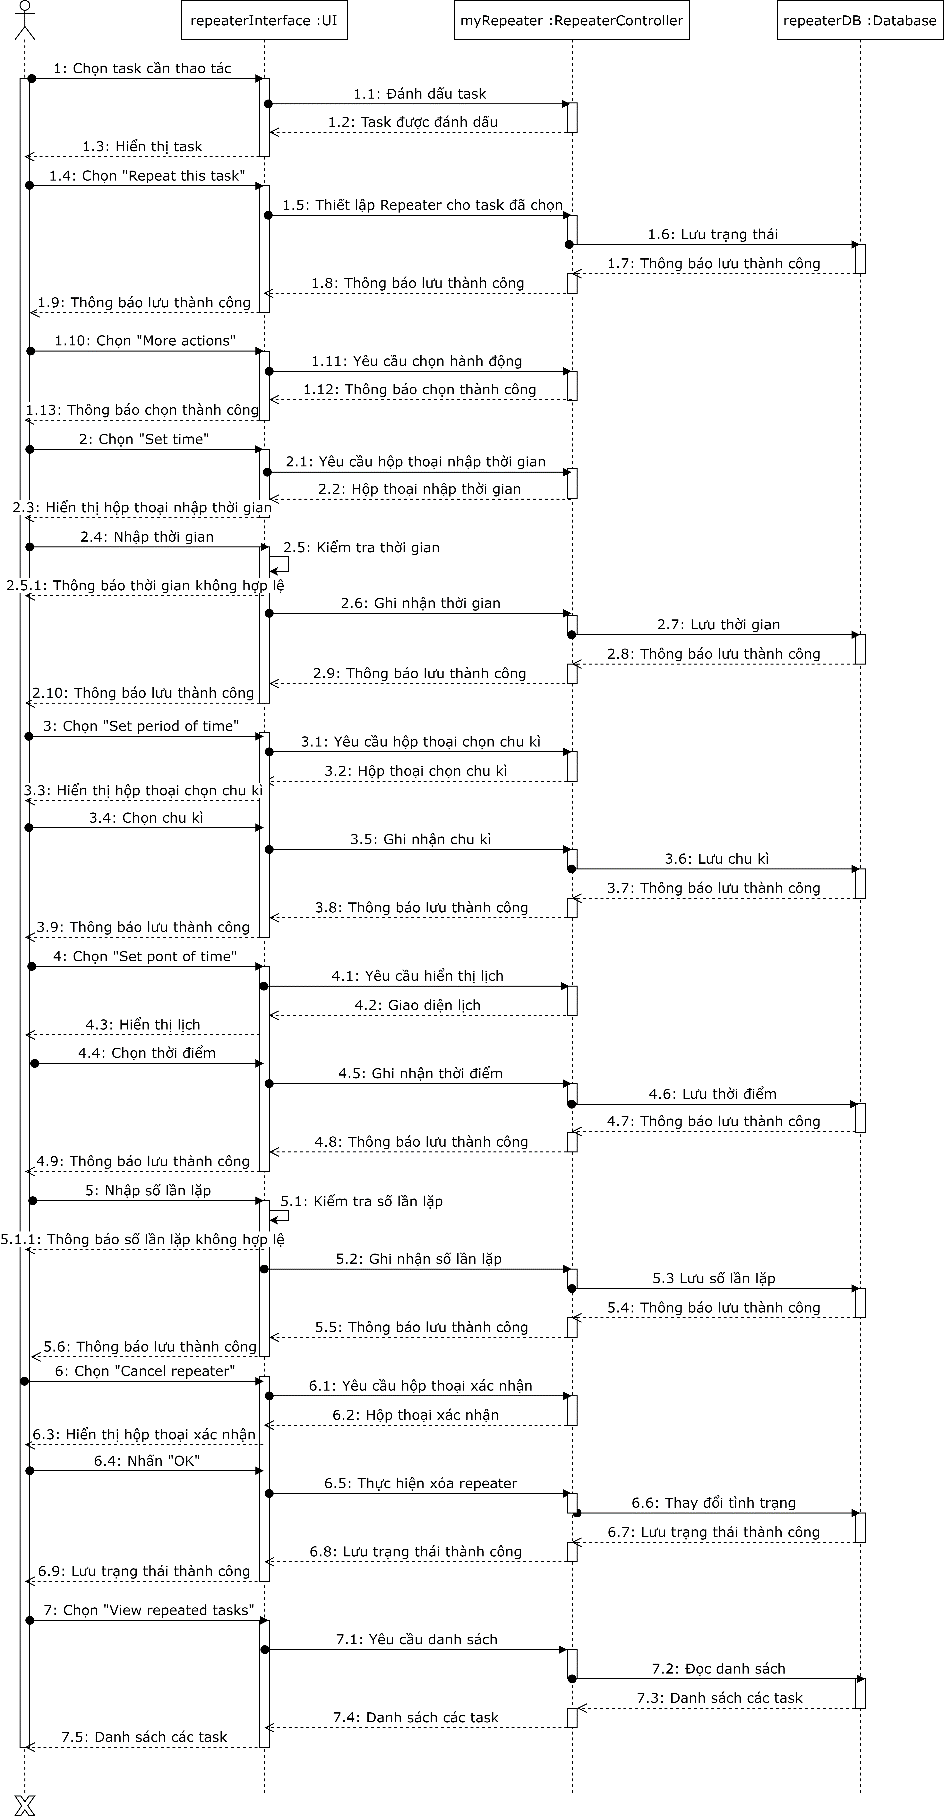 repeaterInterface :UI
myRepeater :RepeaterController
repeaterDB :Database
1: Chọn task cần thao tác
1.1: Đánh dấu task
1.2: Task được đánh dấu
1.3: Hiển thị task
1.4: Chọn "Repeat this task"
1.5: Thiết lập Repeater cho task đã chọn
1.6: Lưu trạng thái
1.7: Thông báo lưu thành công
1.8: Thông báo lưu thành công
1.9: Thông báo lưu thành công
1.10: Chọn "More actions"
1.11: Yêu cầu chọn hành động
1.12: Thông báo chọn thành công
1.13: Thông báo chọn thành công
2: Chọn "Set time"
2.1: Yêu cầu hộp thoại nhập thời gian
2.2: Hộp thoại nhập thời gian
2.3: Hiển thị hộp thoại nhập thời gian
2.4: Nhập thời gian
2.5: Kiểm tra thời gian
2.5.1: Thông báo thời gian không hợp lệ
2.6: Ghi nhận thời gian
2.7: Lưu thời gian
2.8: Thông báo lưu thành công
2.9: Thông báo lưu thành công
2.10: Thông báo lưu thành công
3: Chọn "Set period of time"
3.1: Yêu cầu hộp thoại chọn chu kì
3.2: Hộp thoại chọn chu kì
3.3: Hiển thị hộp thoại chọn chu kì
3.4: Chọn chu kì
3.5: Ghi nhận chu kì
3.6: Lưu chu kì
3.7: Thông báo lưu thành công
3.8: Thông báo lưu thành công
3.9: Thông báo lưu thành công
4: Chọn "Set pont of time"
4.1: Yêu cầu hiển thị lịch
4.2: Giao diện lịch
4.3: Hiển thị lịch
4.4: Chọn thời điểm
4.5: Ghi nhận thời điểm
4.6: Lưu thời điểm
4.7: Thông báo lưu thành công
4.8: Thông báo lưu thành công
4.9: Thông báo lưu thành công
5: Nhập số lần lặp
5.1: Kiểm tra số lần lặp
5.1.1: Thông báo số lần lặp không hợp lệ
5.2: Ghi nhận số lần lặp
5.3 Lưu số lần lặp
5.4: Thông báo lưu thành công
5.5: Thông báo lưu thành công
5.6: Thông báo lưu thành công
6: Chọn "Cancel repeater"
6.1: Yêu cầu hộp thoại xác nhận
6.2: Hộp thoại xác nhận
6.3: Hiển thị hộp thoại xác nhận
6.4: Nhấn "OK"
6.5: Thực hiện xóa repeater
6.6: Thay đổi tình trạng
6.7: Lưu trạng thái thành công
6.8: Lưu trạng thái thành công
6.9: Lưu trạng thái thành công
7: Chọn "View repeated tasks"
7.1: Yêu cầu danh sách
7.2: Đọc danh sách
7.3: Danh sách các task
7.4: Danh sách các task
7.5: Danh sách các task